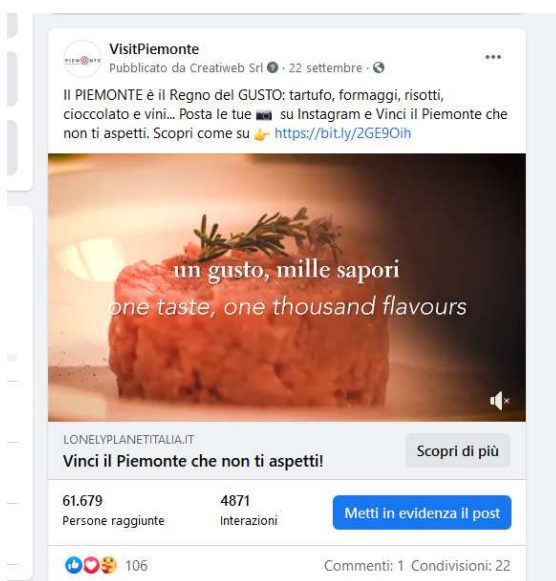 VisitPiemonte
Pubblicato da Creatiweb Srl · 22 settembre ·
Il PIEMONTE è il Regno del GUSTO: tartufo, formaggi, risotti,
cioccolato e vini... Posta le tue 📷 su Instagram e Vinci il Piemonte che
non ti aspetti. Scopri come su 👉 https://bit.ly/2GE9Oih
un gusto, mille sapori
one taste, one thousand flavours
LONELYPLANETITALIA.IT
Vinci il Piemonte che non ti aspetti!
Scopri di più
61.679
Persone raggiunte
4871
Interazioni
Metti in evidenza il post
106
Commenti: 1 Condivisioni: 22